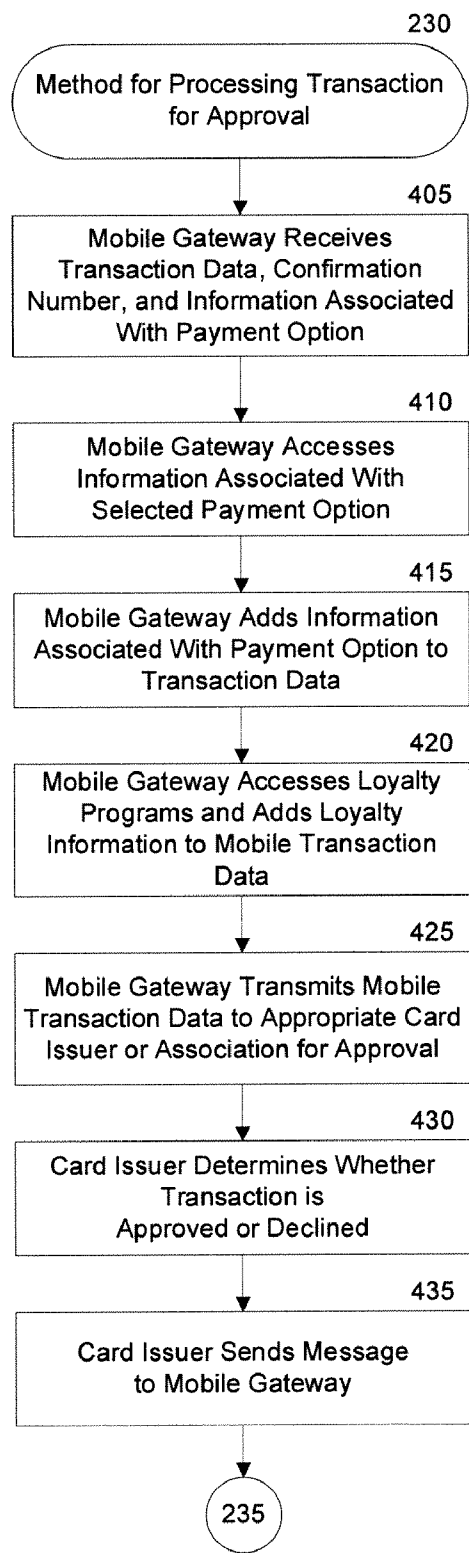 230
Method for Processing Transaction
for Approval
405
Mobile Gateway Receives
Transaction Data, Confirmation
Number, and Information Associated
With Payment Option
410
Mobile Gateway Accesses
Information Associated With
Selected Payment Option
415
Mobile Gateway Adds Information
Associated With Payment Option to
Transaction Data
420
Mobile Gateway Accesses Loyalty
Programs and Adds Loyalty
Information to Mobile Transaction
Data
425
Mobile Gateway Transmits Mobile
Transaction Data to Appropriate Card
Issuer or Association for Approval
430
Card Issuer Determines Whether
Transaction is
Approved or Declined
435
Card Issuer Sends Message
to Mobile Gateway
235